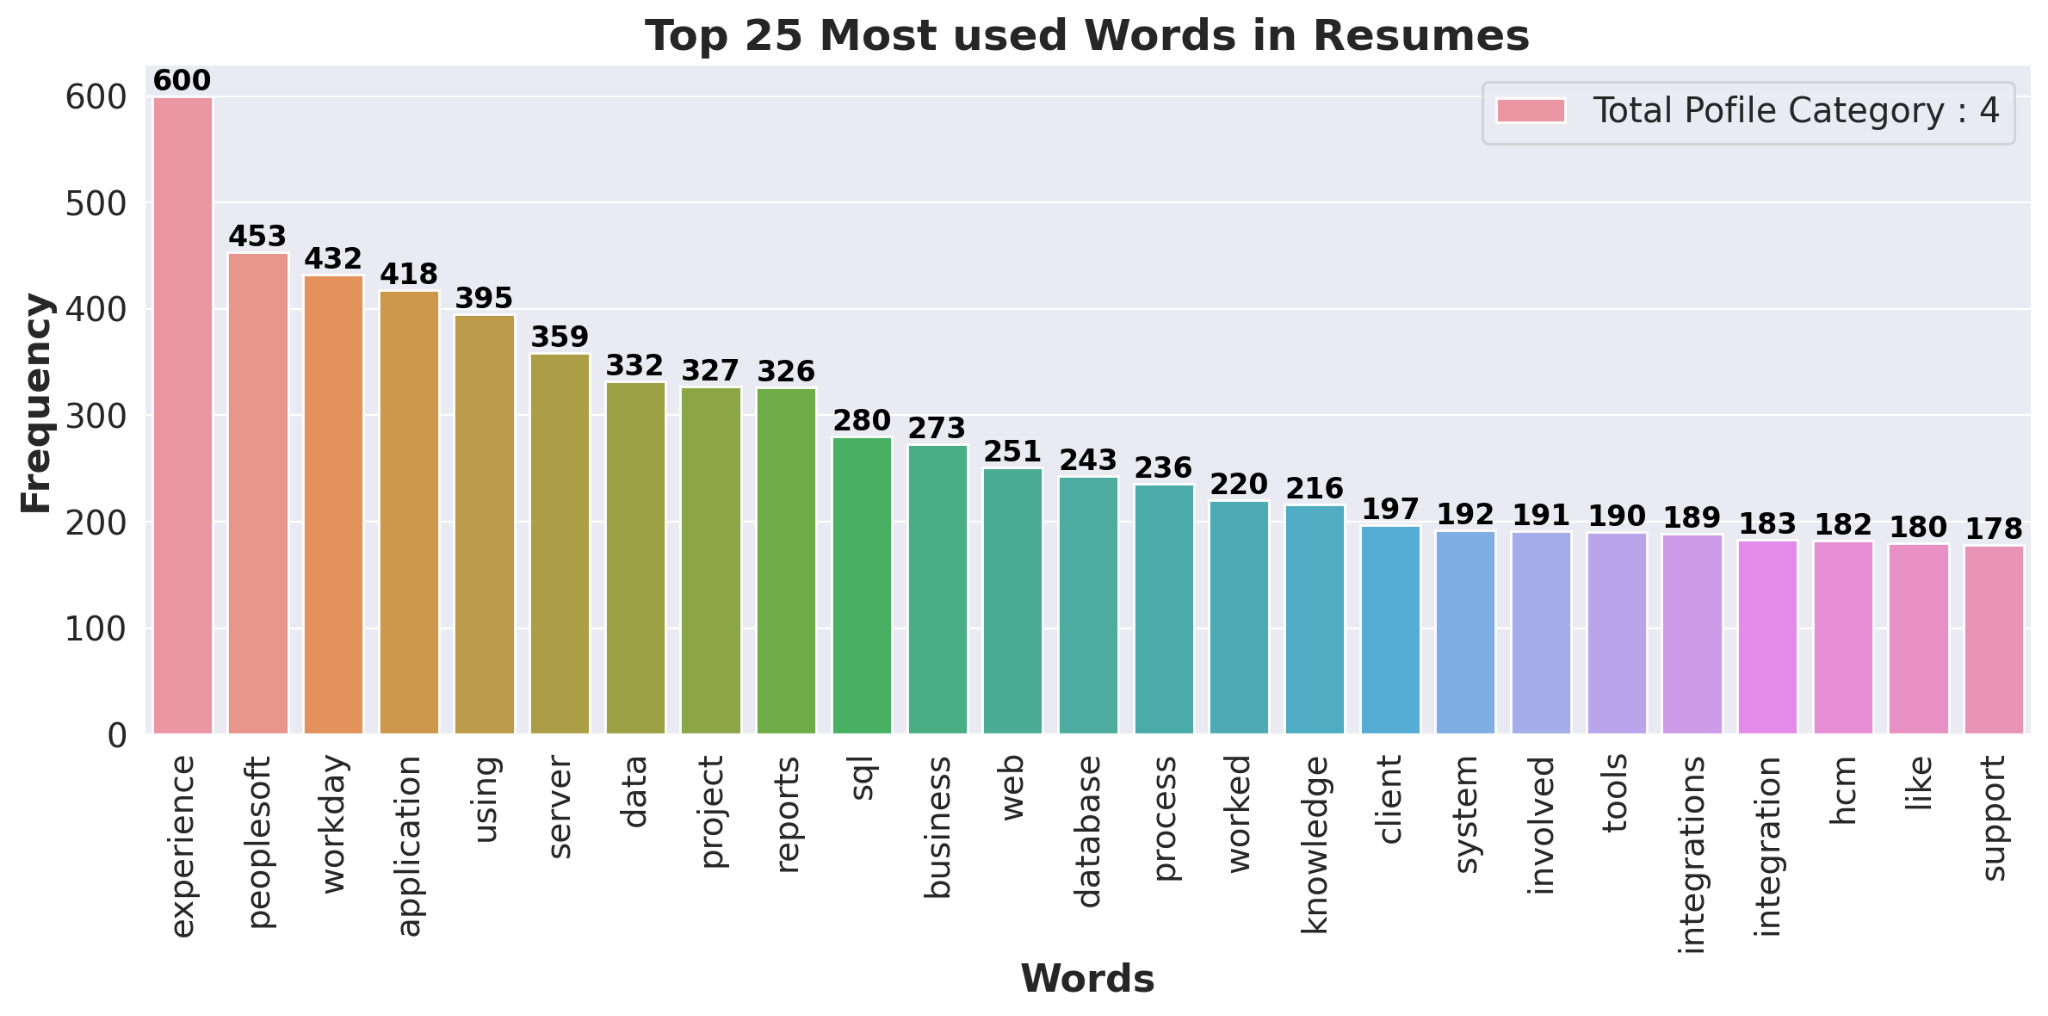 Top 25 Most used Words in Resumes
Total Pofile Category : 4
Frequency
600
500
400
300
200
100
0
600
453
432
418
395
359
332
327
326
280
273
251
243
236
220
216
197
192
191
190
189
183
182
180
178
experience
peoplesoft
workday
application
using
server
data
project
reports
sql
business
web
database
process
worked
knowledge
client
system
involved
tools
integrations
integration
hcm
like
support
Words